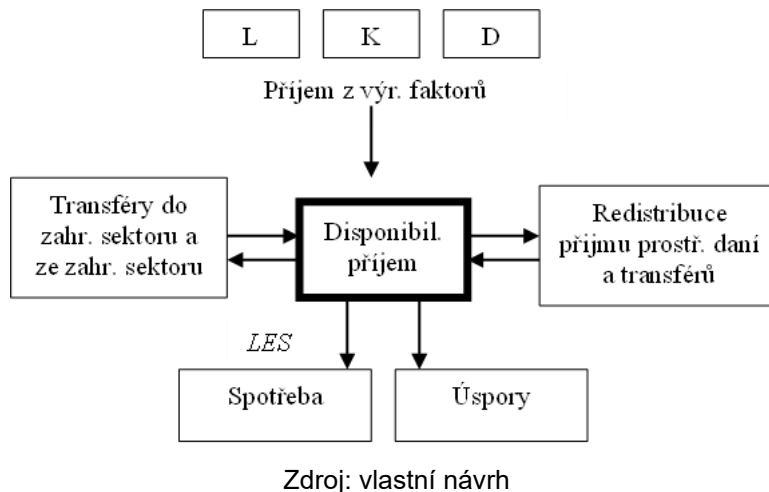 L
K
D
Příjem z výr. faktorů
Transféry do
zahr. sektoru a
ze zahr. sektoru
Disponibil.
příjem
Redistribuce
přijmu prostř. daní
a transférů
LES
Spotřeba
Úspory
Zdroj: vlastní návrh